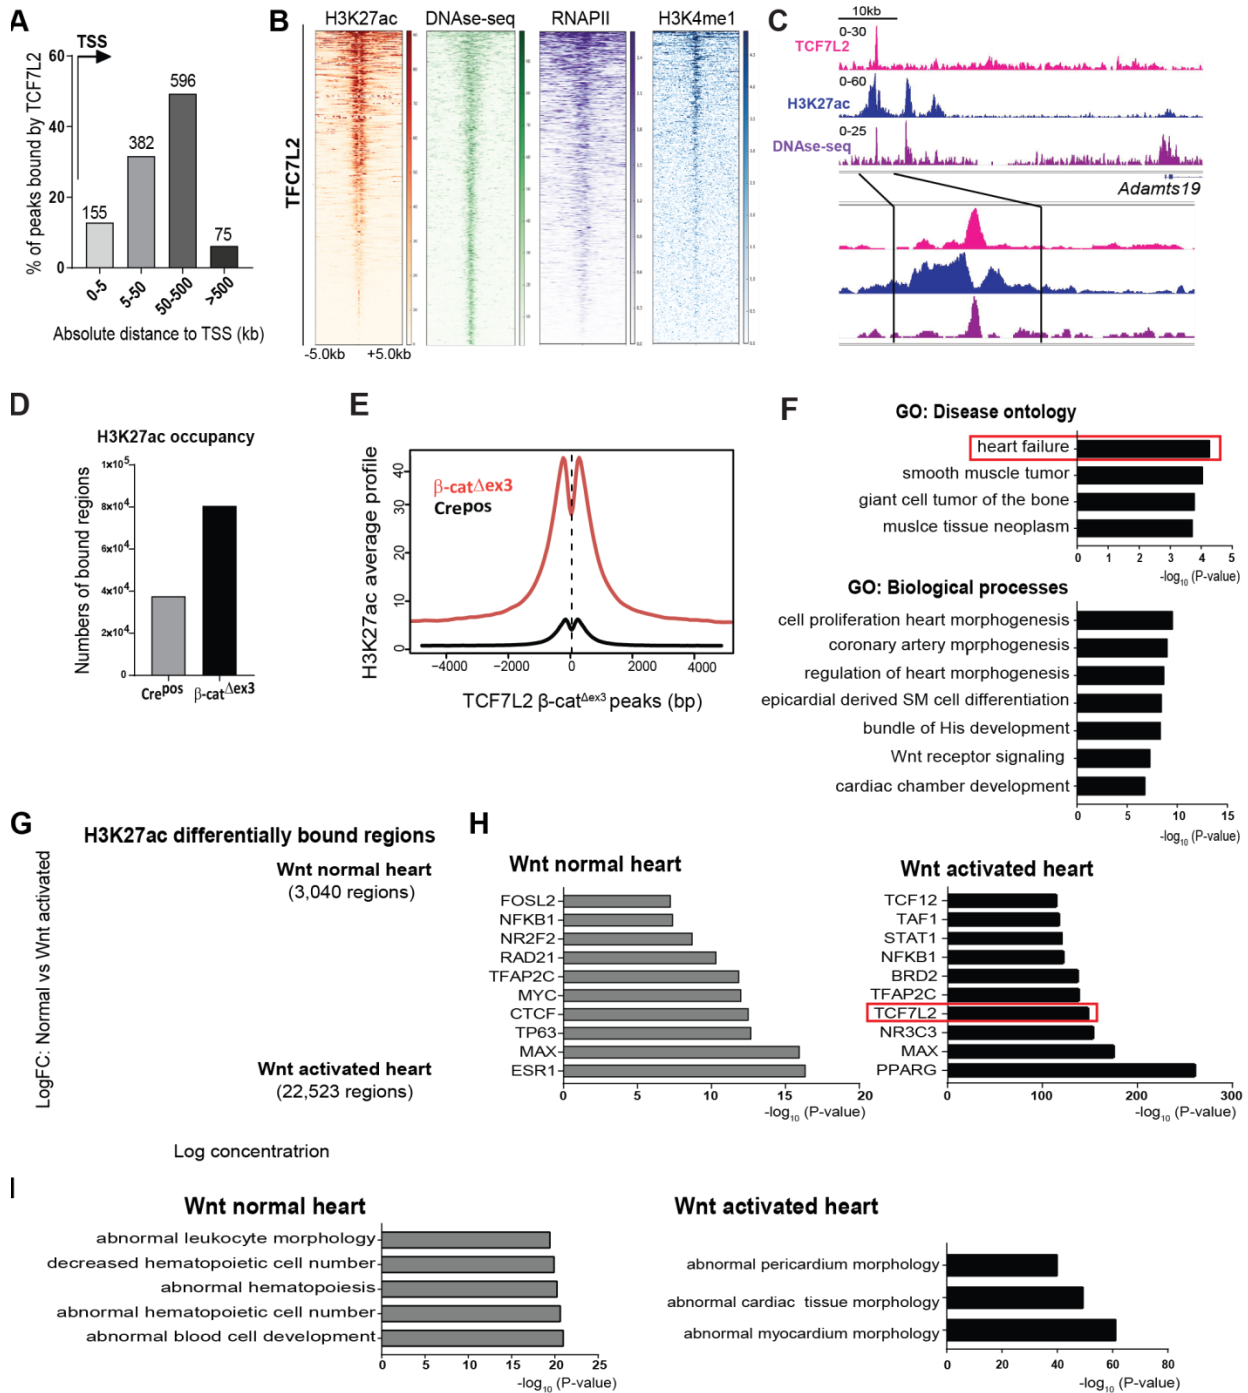 A
TSS
% of peaks bound by TCF7L2
60
40
20
0
155
382
596
75
0-5
5-50
50-500
>500
Absolute distance to TSS (kb)
B
H3K27ac
DNAse-seq
RNAPII
H3K4me1
TFC7L2
-5.0kb
+5.0kb
C
10kb
0-30
TCF7L2
0-60
H3K27ac
0-25
DNAse-seq
Adamts19
D
H3K27ac occupancy
Numbers of bound regions
1×10⁵
8×10⁴
6×10⁴
4×10⁴
2×10⁴
0
Creᵖᵒˢ
β-catΔex3
E
H3K27ac average profile
40
30
10
0
β-catΔex3
Creᵖᵒˢ
−4000
−2000
0
2000
4000
TCF7L2 β-catΔex3 peaks (bp)
F
GO: Disease ontology
heart failure
smooth muscle tumor
giant cell tumor of the bone
muslce tissue neoplasm
0 1 2 3 4 5
-log₁₀ (P-value)
GO: Biological processes
cell proliferation heart morphogenesis
coronary artery morphogenesis
regulation of heart morphogenesis
epicardial derived SM cell differentiation
bundle of His development
Wnt receptor signaling
cardiac chamber development
0 5 10 15
-log₁₀ (P-value)
G
H3K27ac differentially bound regions
LogFC: Normal vs Wnt activated
Wnt normal heart
(3,040 regions)
Wnt activated heart
(22,523 regions)
Log concentratrion
H
Wnt normal heart
FOSL2
NFKB1
NR2F2
RAD21
TFAP2C
MYC
CTCF
TP63
MAX
ESR1
0 5 10 15 20
-log₁₀ (P-value)
Wnt activated heart
TCF12
TAF1
STAT1
NFKB1
BRD2
TFAP2C
TCF7L2
NR3C3
MAX
PPARG
0 100 200 300
-log₁₀ (P-value)
I
Wnt normal heart
abnormal leukocyte morphology
decreased hematopoietic cell number
abnormal hematopoiesis
abnormal hematopoietic cell number
abnormal blood cell development
0 5 10 15 20 25
-log₁₀ (P-value)
Wnt activated heart
abnormal pericardium morphology
abnormal cardiac tissue morphology
abnormal myocardium morphology
0 20 40 60 80
-log₁₀ (P-value)